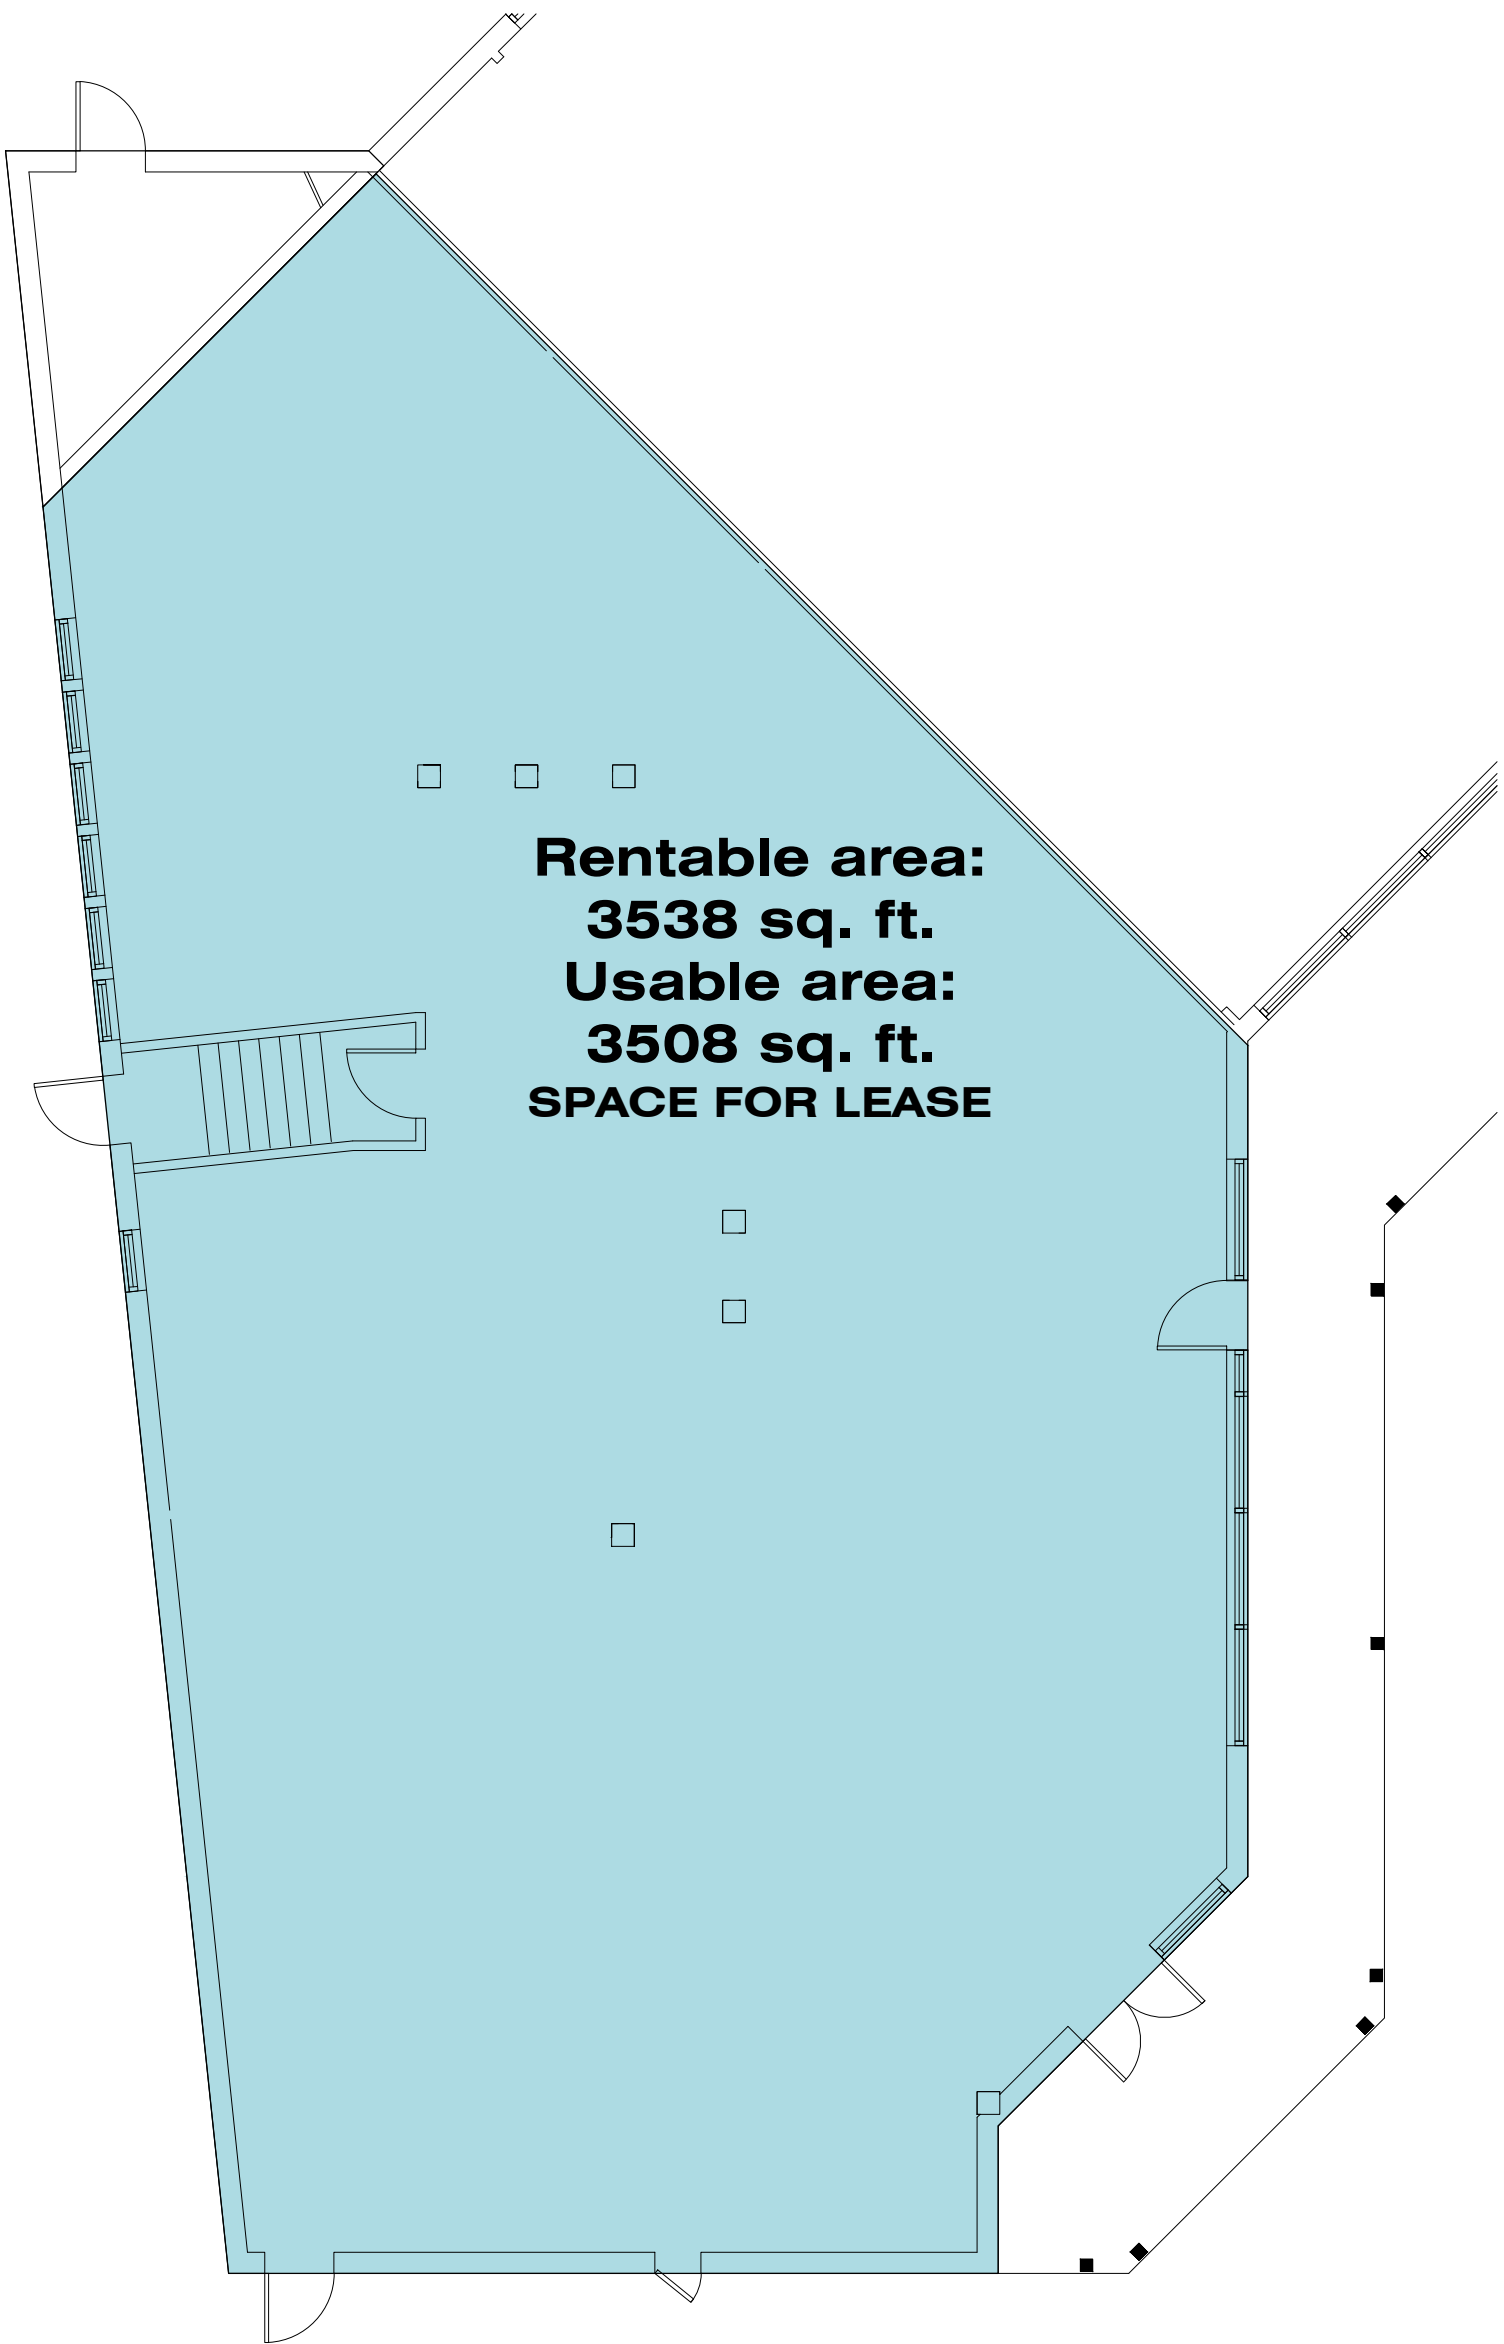 Rentable area:
3538 sq. ft.
Usable area:
3508 sq. ft.
SPACE FOR LEASE